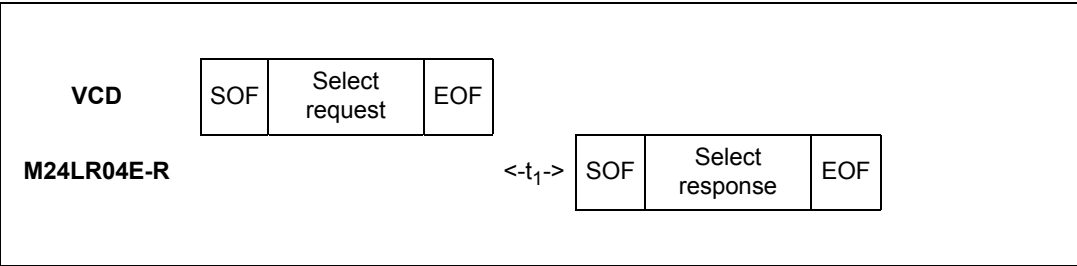 VCD SOF Select request EOF
M24LR04E-R <-t1-> SOF Select response EOF